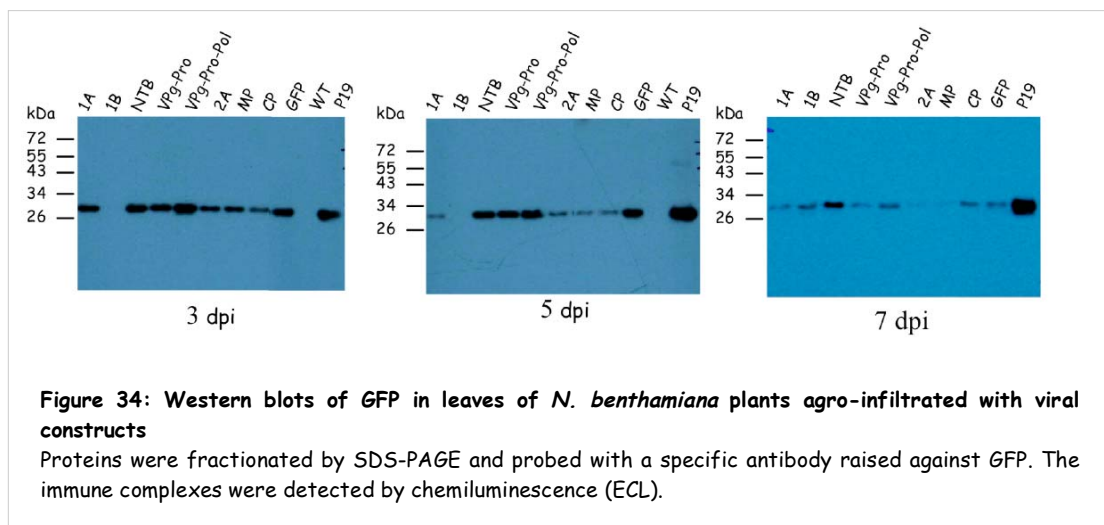 1A 1B NTB VPg-Pro VPg-Pro-Pol 2A MP CP GFP WT P19
kDa
72
55
43
34
26
3 dpi
1A 1B NTB VPg-Pro VPg-Pro-Pol 2A MP CP GFP WT P19
kDa
72
55
43
34
26
5 dpi
1A 1B NTB VPg-Pro VPg-Pro-Pol 2A MP CP GFP P19
kDa
72
55
43
34
26
7 dpi
Figure 34: Western blots of GFP in leaves of N. benthamiana plants agro-infiltrated with viral
constructs
Proteins were fractionated by SDS-PAGE and probed with a specific antibody raised against GFP. The
immune complexes were detected by chemiluminescence (ECL).